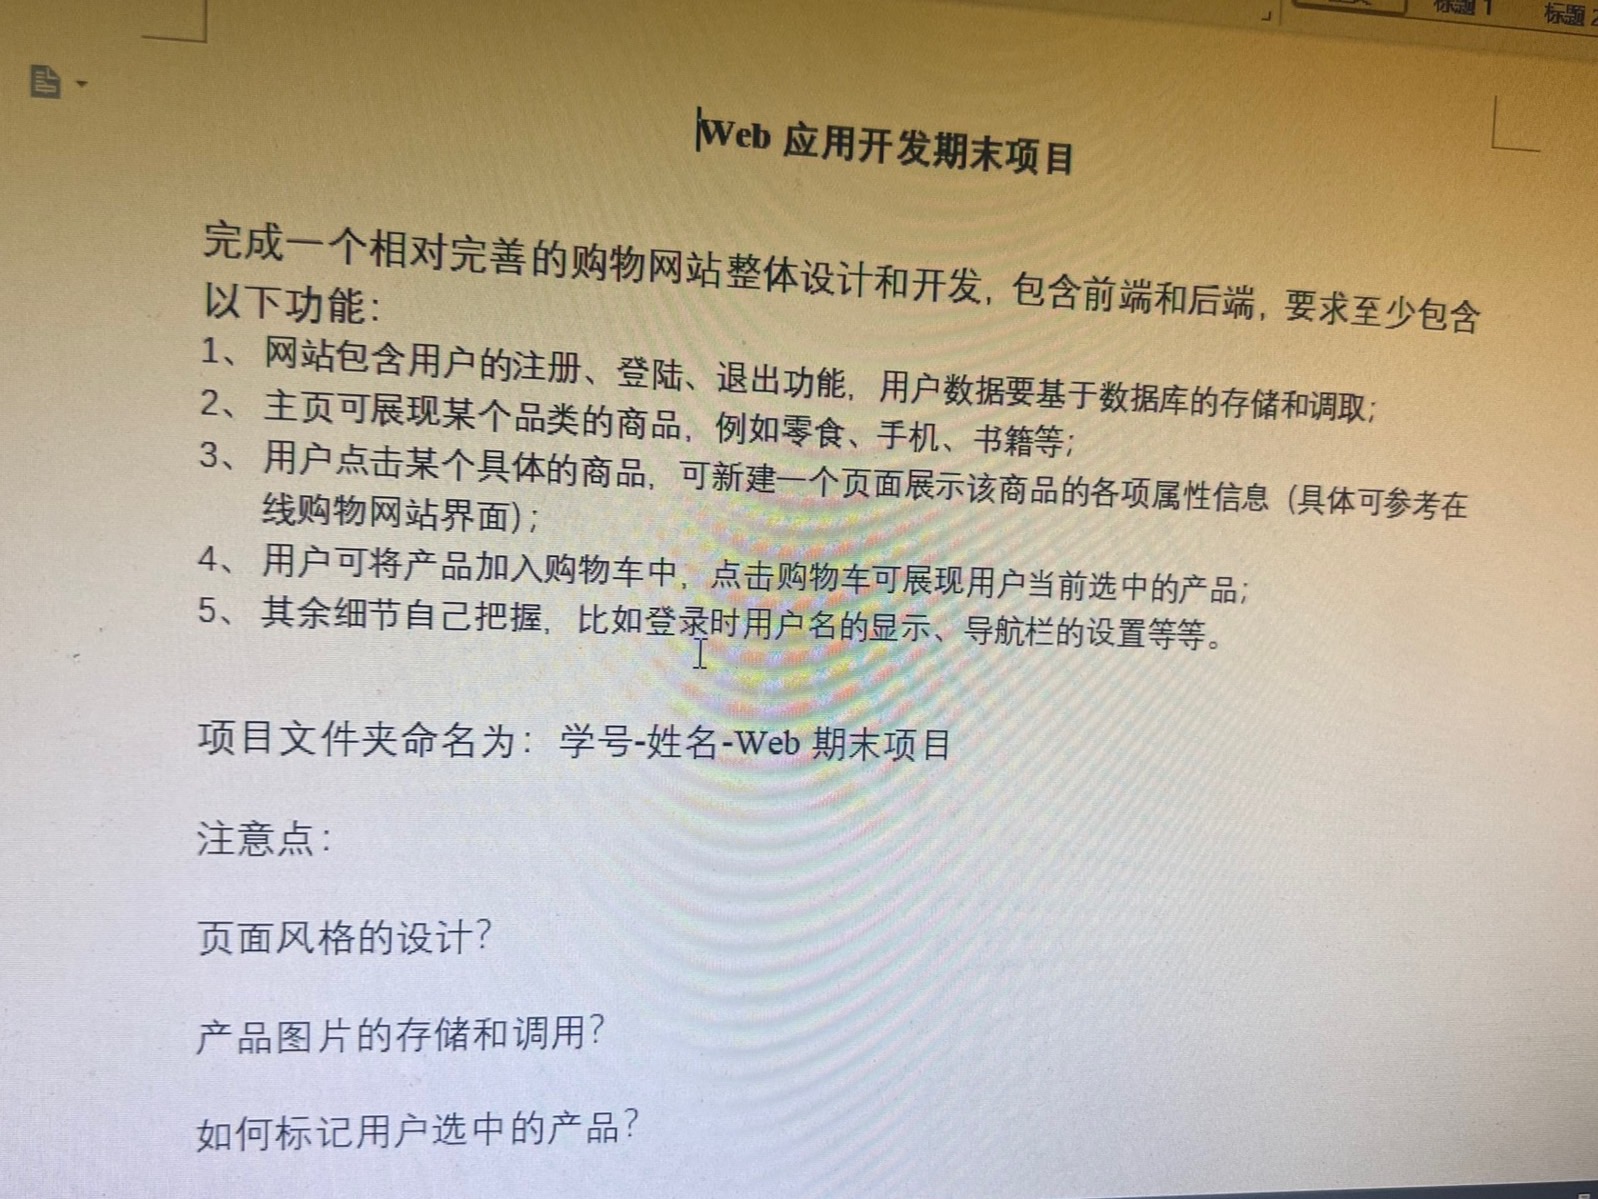 标题 1
标题 2
Web 应用开发期末项目
完成一个相对完善的购物网站整体设计和开发，包含前端和后端，要求至少包含
以下功能：
1、 网站包含用户的注册、登陆、退出功能，用户数据要基于数据库的存储和调取；
2、 主页可展现某个品类的商品，例如零食、手机、书籍等；
3、 用户点击某个具体的商品，可新建一个页面展示该商品的各项属性信息（具体可参考在
线购物网站界面）；
4、 用户可将产品加入购物车中，点击购物车可展现用户当前选中的产品；
5、 其余细节自己把握，比如登录时用户名的显示、导航栏的设置等等。
项目文件夹命名为：学号-姓名-Web 期末项目
注意点：
页面风格的设计？
产品图片的存储和调用？
如何标记用户选中的产品？